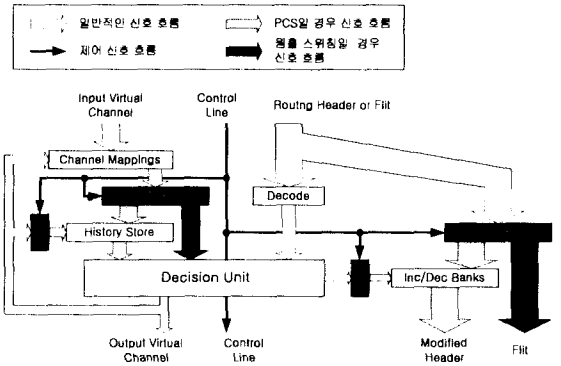 일반적인 신호 흐름
PCS일 경우 신호 흐름
제어 신호 흐름
웜홀 스위칭일 경우
신호 흐름
Input Virtual
Channel
Control
Line
Routing Header or Flit
Channel Mappings
Decode
History Store
Decision Unit
Inc/Dec Banks
Output Virtual
Channel
Control
Line
Modified
Header
Flit